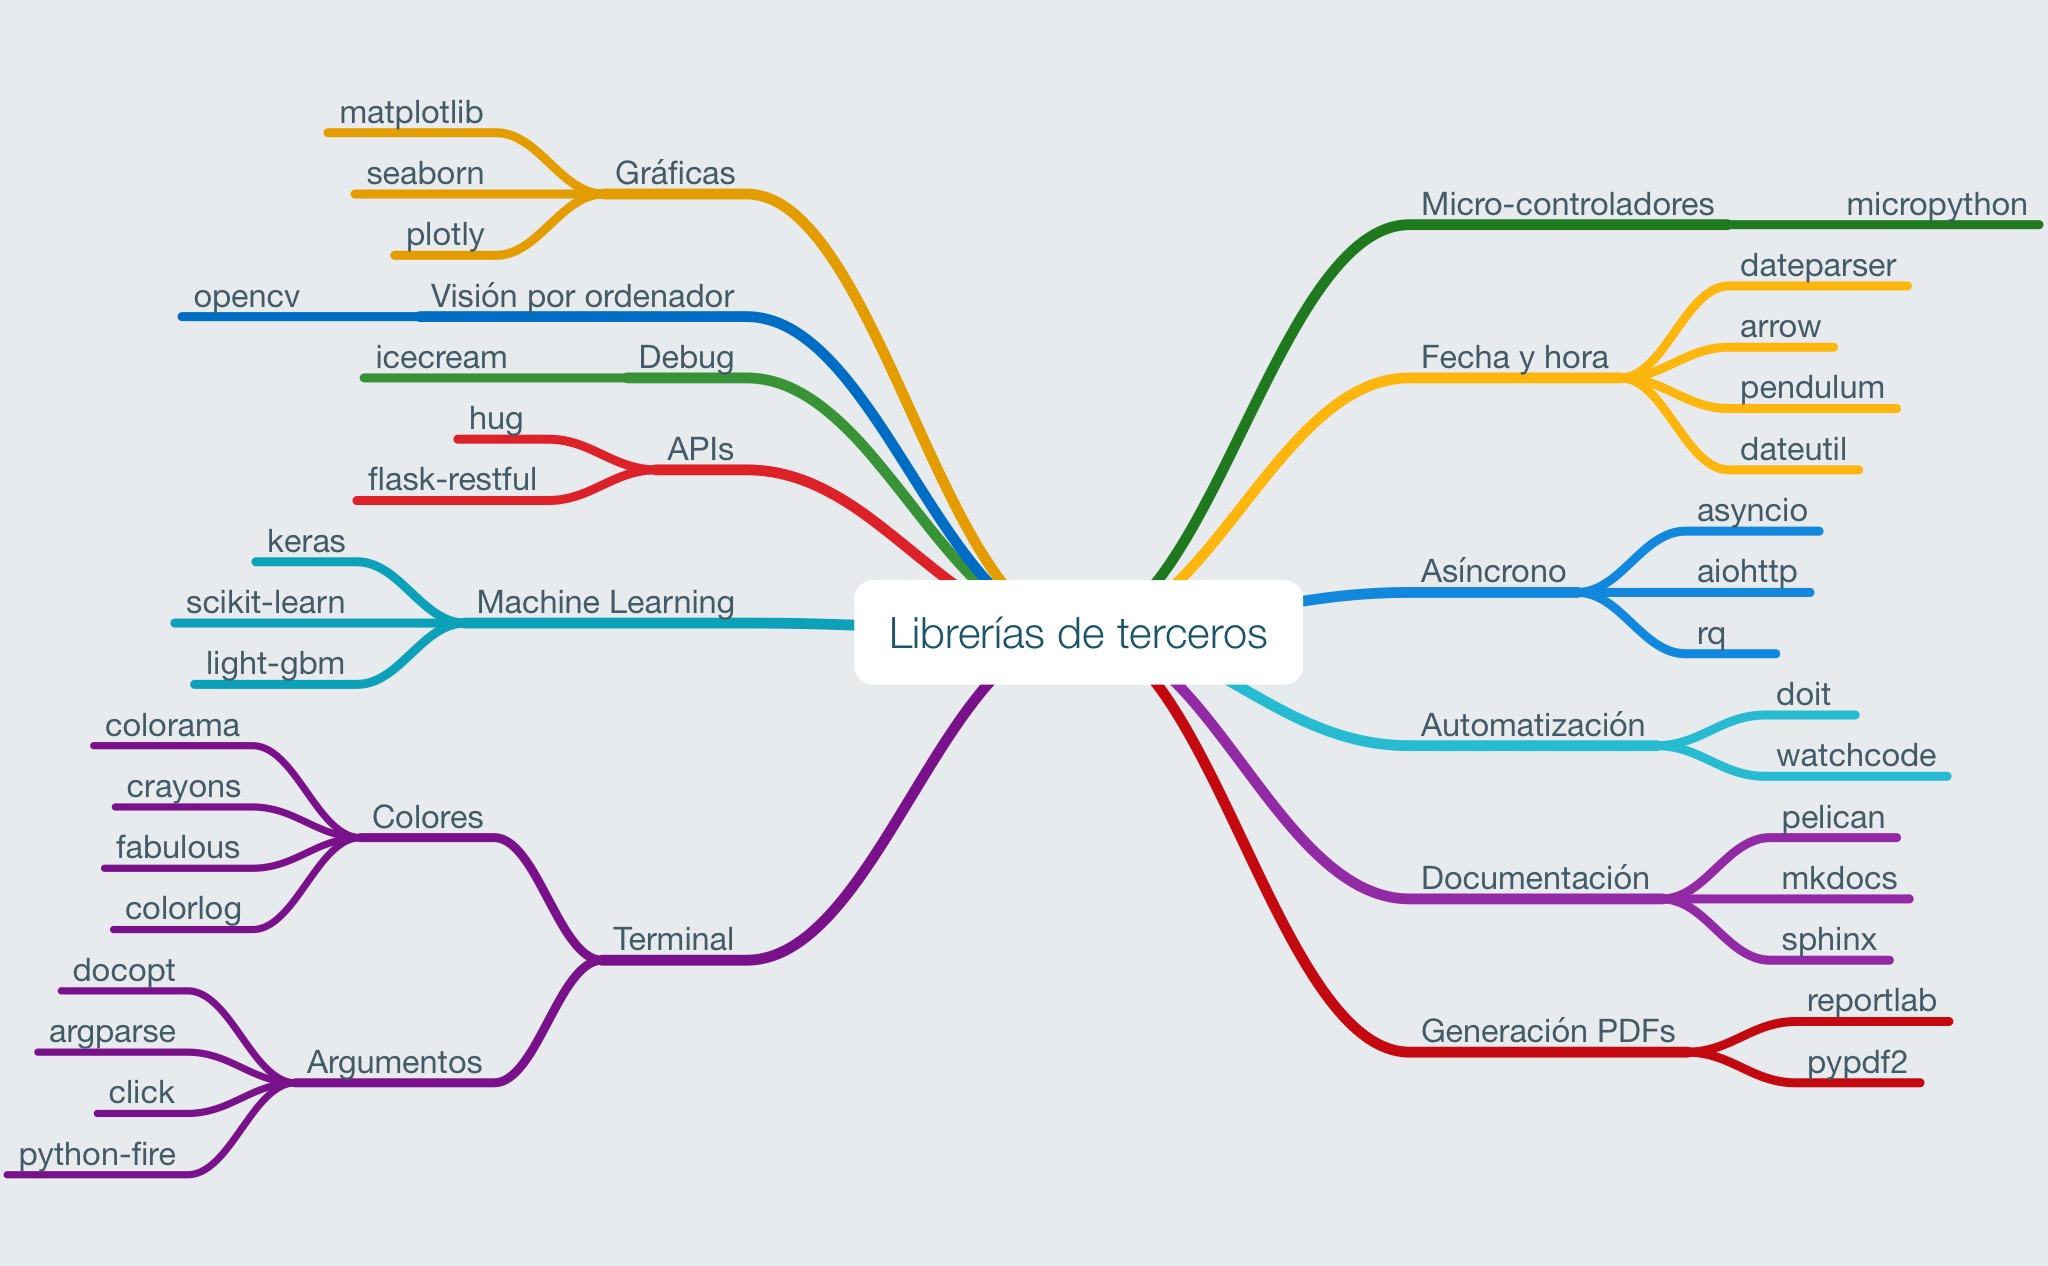 Librerías de terceros
Gráficas
matplotlib
seaborn
plotly
Visión por ordenador
opencv
Debug
icecream
APIs
hug
flask-restful
Machine Learning
keras
scikit-learn
light-gbm
Terminal
Colores
colorama
crayons
fabulous
colorlog
Argumentos
docopt
argparse
click
python-fire
Micro-controladores
micropython
Fecha y hora
dateparser
arrow
pendulum
dateutil
Asíncrono
asyncio
aiohttp
rq
Automatización
doit
watchcode
Documentación
pelican
mkdocs
sphinx
Generación PDFs
reportlab
pypdf2